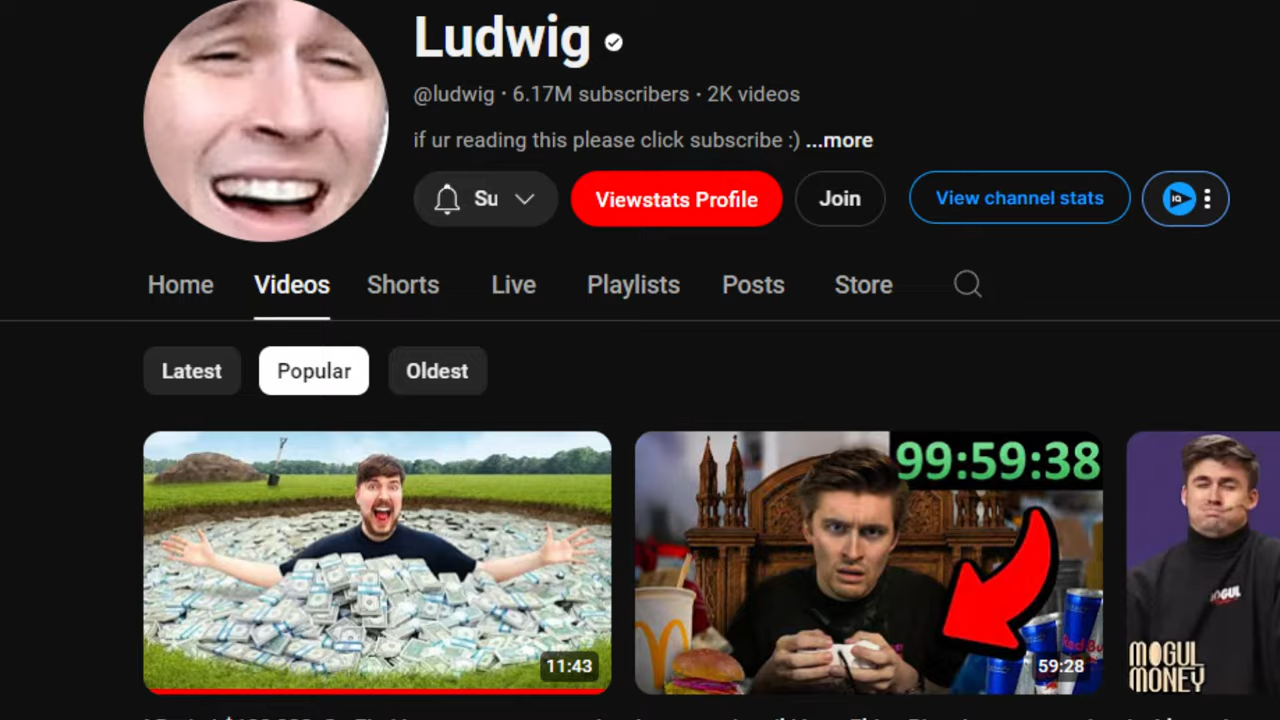 Ludwig
@ludwig · 6.17M subscribers · 2K videos
if ur reading this please click subscribe :) ...more
Su
Viewstats Profile
Join
View channel stats
IQ
Home Videos Shorts Live Playlists Posts Store
Latest Popular Oldest
99:59:38
11:43
59:28
MOGUL
MOGUL
MONEY